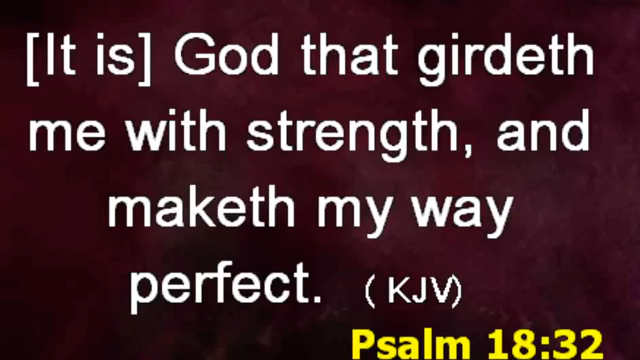 [It is] God that girdeth
me with strength, and
maketh my way
perfect. ( KJV)
Psalm 18:32